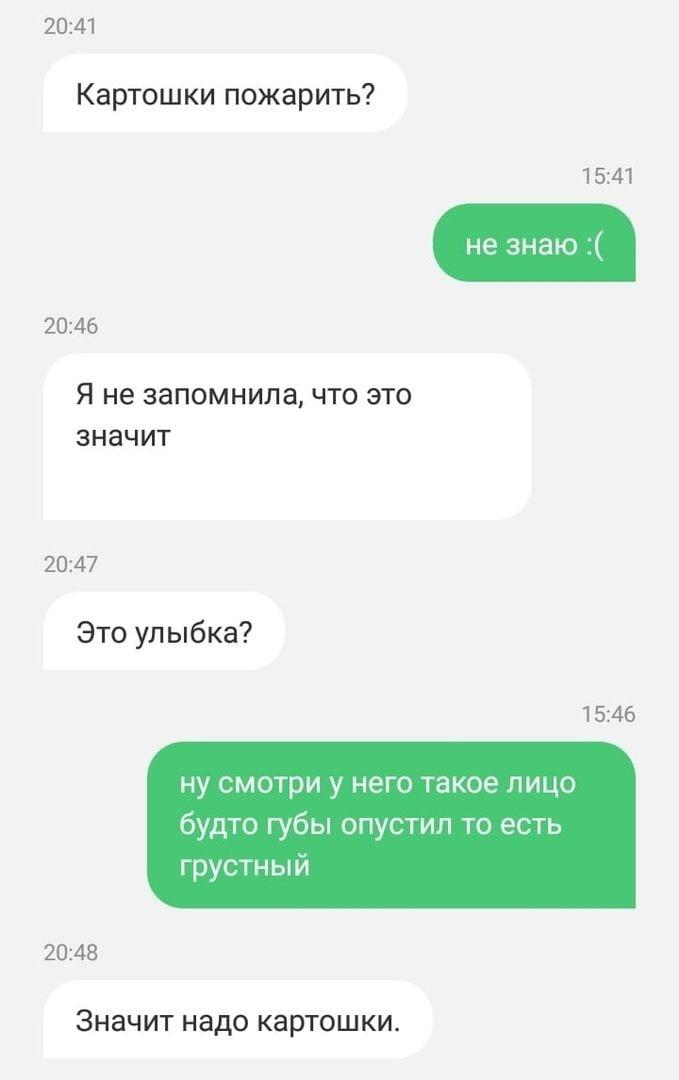 20:41
Картошки пожарить?
15:41
не знаю :(
20:46
Я не запомнила, что это
значит
20:47
Это улыбка?
15:46
ну смотри у него такое лицо
будто губы опустил то есть
грустный
20:48
Значит надо картошки.